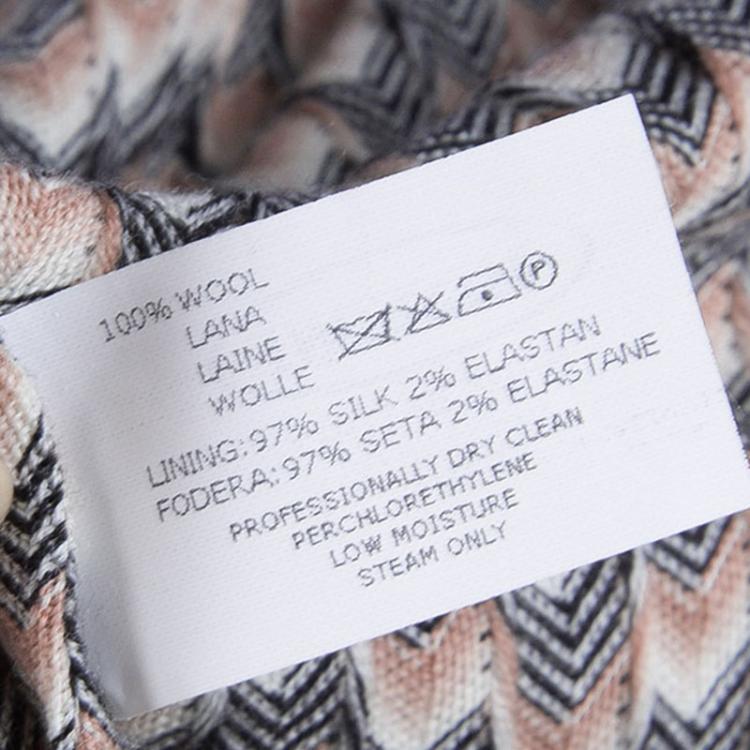 100% WOOL
LANA
LAINE
WOLLE
P
LINING: 97% SILK 2% ELASTAN
FODERA: 97% SETA 2% ELASTANE
PROFESSIONALLY DRY CLEAN
PERCHLORETHYLENE
LOW MOISTURE
STEAM ONLY